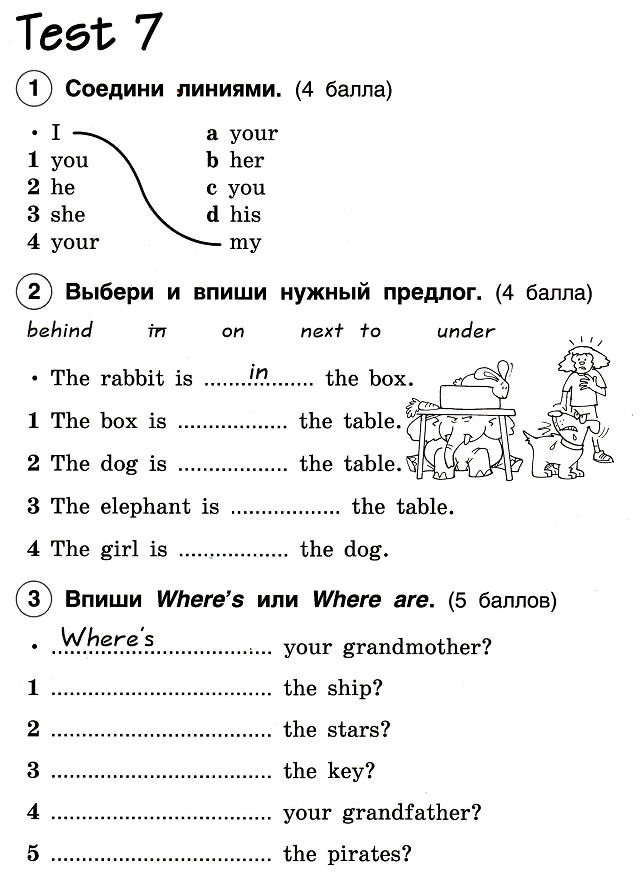 Test 7
1 Соедини линиями. (4 балла)
• I a your
1 you b her
2 he c you
3 she d his
4 your my
2 Выбери и впиши нужный предлог. (4 балла)
behind in on next to under
• The rabbit is ..........in.......... the box.
1 The box is .................. the table.
2 The dog is .................. the table.
3 The elephant is .................. the table.
4 The girl is .................. the dog.
3 Впиши Where's или Where are. (5 баллов)
• Where's .................. your grandmother?
1 .................................... the ship?
2 .................................... the stars?
3 .................................... the key?
4 .................................... your grandfather?
5 .................................... the pirates?